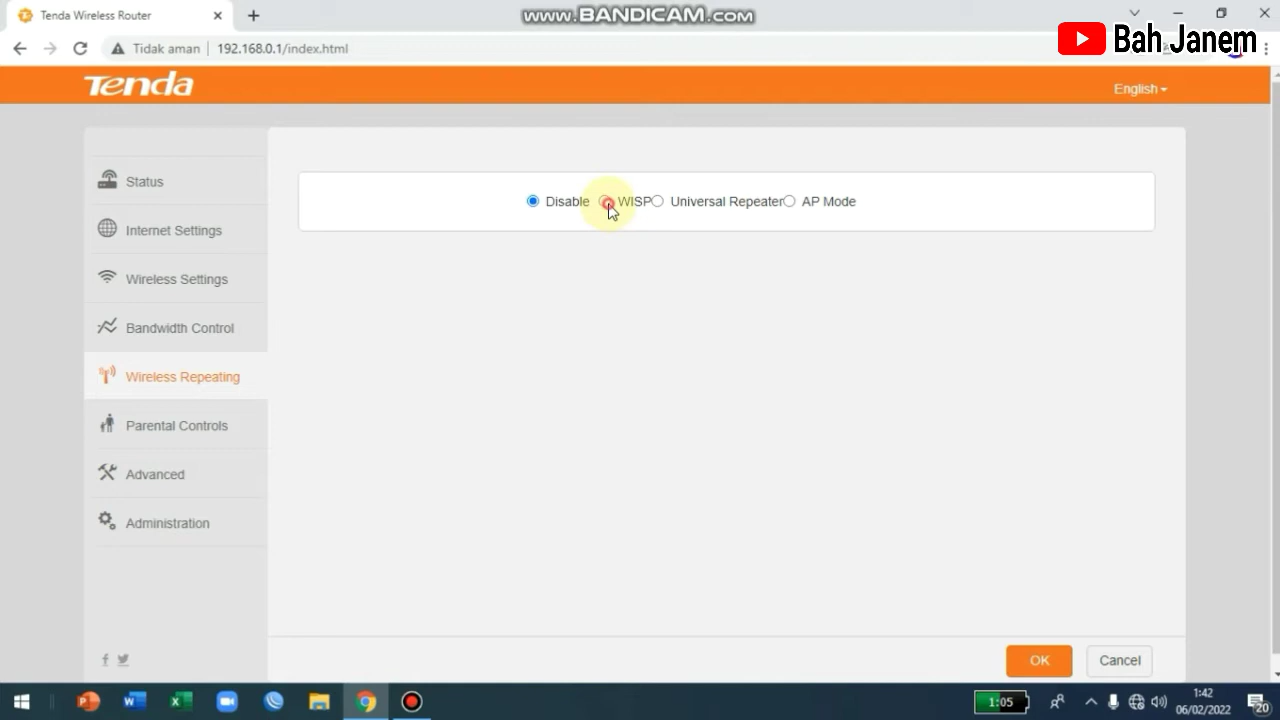 Tenda Wireless Router
www.BANDICAM.com
Tidak aman
192.168.0.1/index.html
Bah Janem
Tenda
English
Status
Internet Settings
Wireless Settings
Bandwidth Control
Wireless Repeating
Parental Controls
Advanced
Administration
Disable
WISP
Universal Repeater
AP Mode
OK
Cancel
1:05
1:42
06/02/2022
20